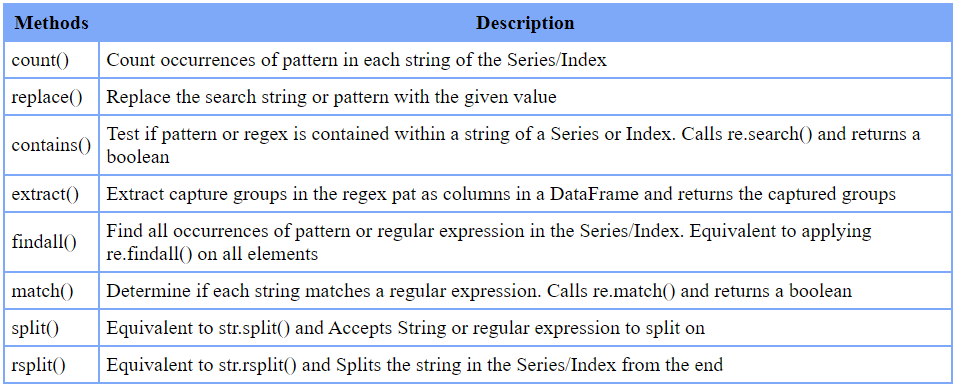 Methods Description
count() Count occurrences of pattern in each string of the Series/Index
replace() Replace the search string or pattern with the given value
contains() Test if pattern or regex is contained within a string of a Series or Index. Calls re.search() and returns a
boolean
extract() Extract capture groups in the regex pat as columns in a DataFrame and returns the captured groups
findall() Find all occurrences of pattern or regular expression in the Series/Index. Equivalent to applying
re.findall() on all elements
match() Determine if each string matches a regular expression. Calls re.match() and returns a boolean
split() Equivalent to str.split() and Accepts String or regular expression to split on
rsplit() Equivalent to str.rsplit() and Splits the string in the Series/Index from the end